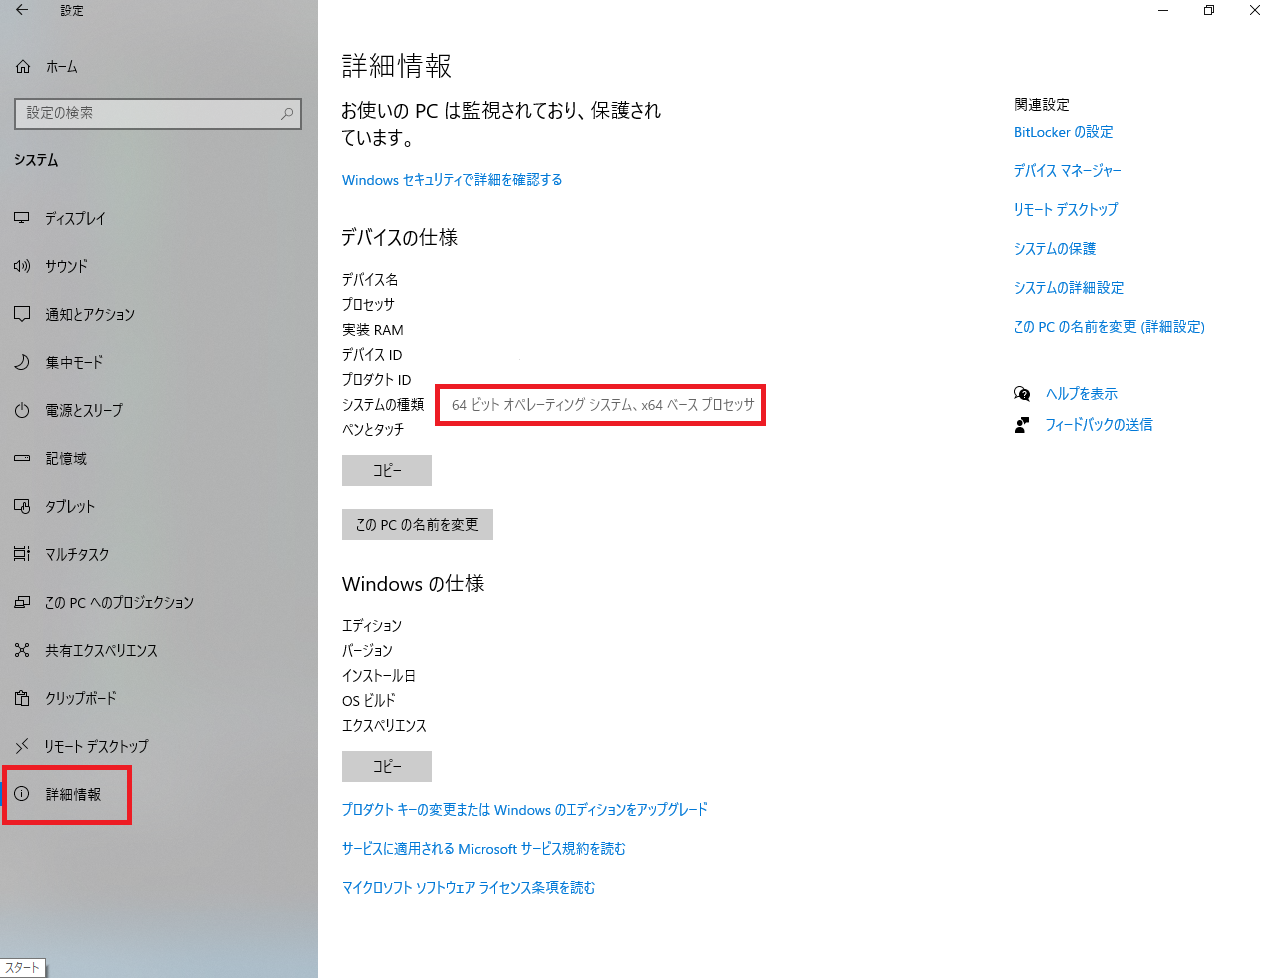 設定
ホーム
設定の検索
システム
ディスプレイ
サウンド
通知とアクション
集中モード
電源とスリープ
記憶域
タブレット
マルチタスク
この PC へのプロジェクション
共有エクスペリエンス
クリップボード
リモート デスクトップ
詳細情報
スタート
詳細情報
お使いの PC は監視されており、保護され
ています。
Windows セキュリティで詳細を確認する
デバイスの仕様
デバイス名
プロセッサ
実装 RAM
デバイス ID
プロダクト ID
システムの種類 64 ビット オペレーティング システム、x64 ベース プロセッサ
ペンとタッチ
コピー
この PC の名前を変更
Windows の仕様
エディション
バージョン
インストール日
OS ビルド
エクスペリエンス
コピー
プロダクト キーの変更または Windows のエディションをアップグレード
サービスに適用される Microsoft サービス規約を読む
マイクロソフト ソフトウェア ライセンス条項を読む
関連設定
BitLocker の設定
デバイス マネージャー
リモート デスクトップ
システムの保護
システムの詳細設定
この PC の名前を変更 (詳細設定)
ヘルプを表示
フィードバックの送信